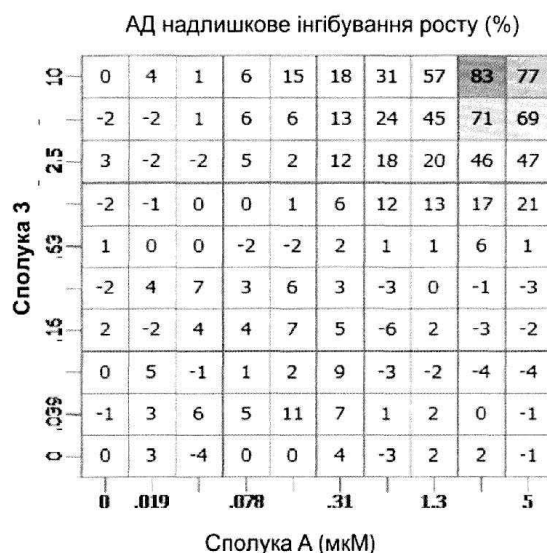 АД надлишкове інгібування росту (%)
Сполука 3
10 0 4 1 6 15 18 31 57 83 77
-2 -2 1 6 6 13 24 45 71 69
2.5 3 -2 -2 5 2 12 18 20 46 47
-2 -1 0 0 1 6 12 13 17 21
.63 1 0 0 -2 -2 2 1 1 6 1
-2 4 7 3 6 3 -3 0 -1 -3
.16 2 -2 4 4 7 5 -6 2 -3 -2
0 5 -1 1 2 9 -3 -2 -4 -4
.039 -1 3 6 5 11 7 1 2 0 -1
0 0 3 -4 0 0 4 -3 2 2 -1
0 .019 .078 .31 1.3 5
Сполука А (мкМ)